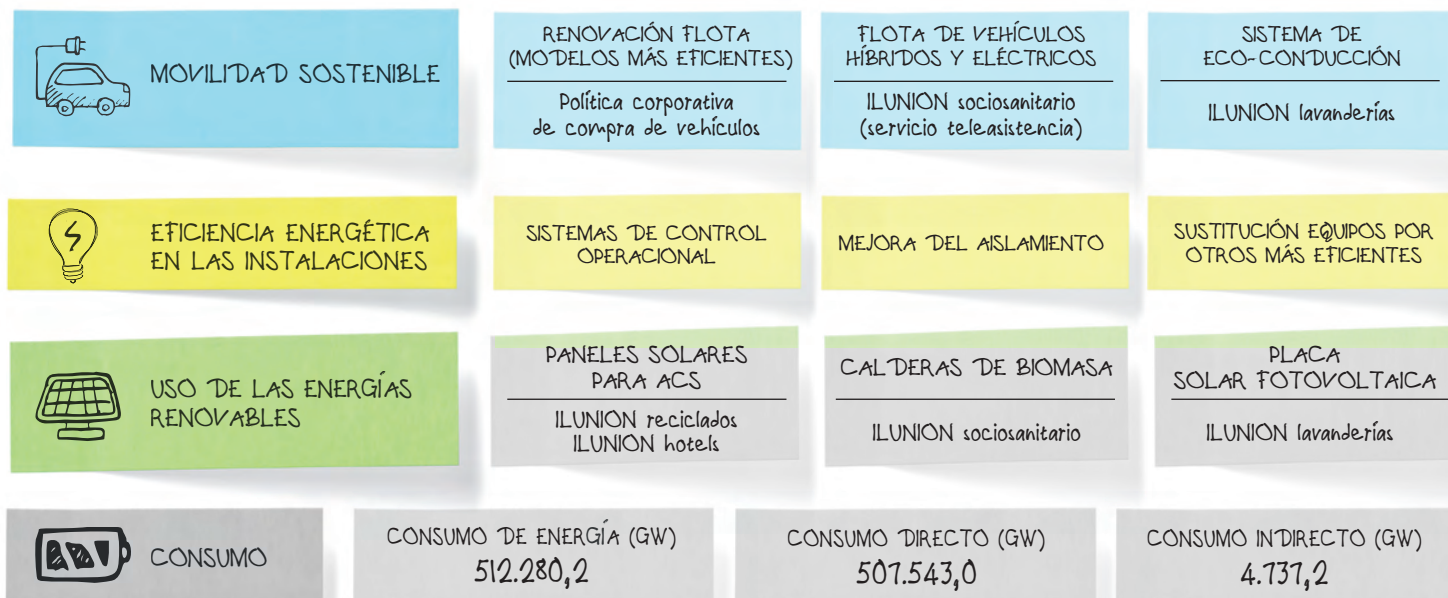 MOVILIDAD SOSTENIBLE
RENOVACIÓN FLOTA
(MODELOS MÁS EFICIENTES)
Política corporativa
de compra de vehículos
FLOTA DE VEHÍCULOS
HÍBRIDOS Y ELÉCTRICOS
ILUNION sociosanitario
(servicio teleasistencia)
SISTEMA DE
ECO-CONDUCCIÓN
ILUNION lavanderías
EFICIENCIA ENERGÉTICA
EN LAS INSTALACIONES
SISTEMAS DE CONTROL
OPERACIONAL
MEJORA DEL AISLAMIENTO
SUSTITUCIÓN EQUIPOS POR
OTROS MÁS EFICIENTES
USO DE LAS ENERGÍAS
RENOVABLES
PANELES SOLARES
PARA ACS
ILUNION reciclados
ILUNION hotels
CALDERAS DE BIOMASA
ILUNION sociosanitario
PLACA
SOLAR FOTOVOLTAICA
ILUNION lavanderías
CONSUMO
CONSUMO DE ENERGÍA (GW)
512.280,2
CONSUMO DIRECTO (GW)
507.543,0
CONSUMO INDIRECTO (GW)
4.737,2